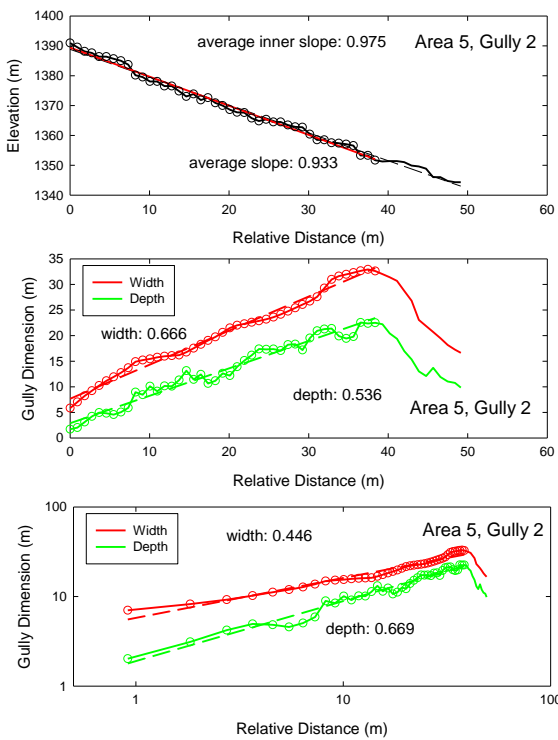 1400
1390
1380
1370
1360
1350
1340
Elevation (m)
average inner slope: 0.975
Area 5, Gully 2
average slope: 0.933
0 10 20 30 40 50 60
Relative Distance (m)
35
30
25
20
15
10
5
0
Gully Dimension (m)
Width
Depth
width: 0.666
depth: 0.536
Area 5, Gully 2
0 10 20 30 40 50 60
Relative Distance (m)
100
10
1
Gully Dimension (m)
Width
Depth
width: 0.446
Area 5, Gully 2
depth: 0.669
1 10 100
Relative Distance (m)